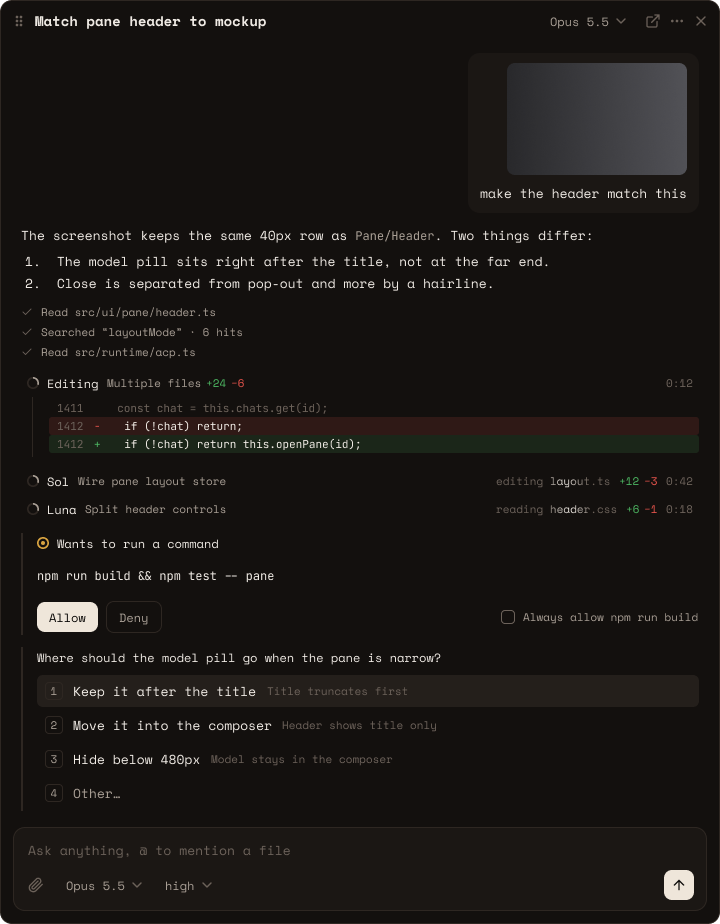 Match pane header to mockup
Opus 5.5
make the header match this
The screenshot keeps the same 40px row as Pane/Header. Two things differ:
1. The model pill sits right after the title, not at the far end.
2. Close is separated from pop-out and more by a hairline.
Read src/ui/pane/header.ts
Searched “layoutMode” · 6 hits
Read src/runtime/acp.ts
Editing Multiple files +24 −6 0:12
1411 const chat = this.chats.get(id);
1412 - if (!chat) return;
1412 + if (!chat) return this.openPane(id);
Sol Wire pane layout store editing layout.ts +12 −3 0:42
Luna Split header controls reading header.css +6 −1 0:18
Wants to run a command
npm run build && npm test -- pane
Allow Deny Always allow npm run build
Where should the model pill go when the pane is narrow?
1 Keep it after the title Title truncates first
2 Move it into the composer Header shows title only
3 Hide below 480px Model stays in the composer
4 Other…
Ask anything, @ to mention a file
Opus 5.5 high